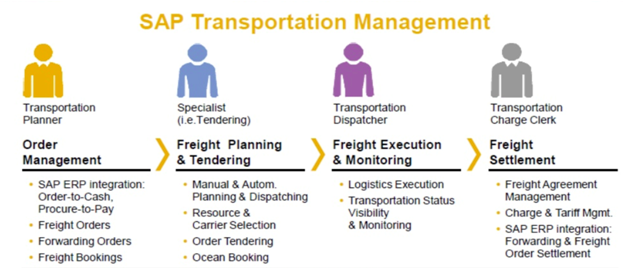 SAP Transportation Management
Transportation
Planner
Specialist
(i.e.Tendering)
Transportation
Dispatcher
Transportation
Charge Clerk
Order
Management
Freight Planning
& Tendering
Freight Execution
& Monitoring
Freight
Settlement
• SAP ERP integration:
Order-to-Cash,
Procure-to-Pay
• Freight Orders
• Forwarding Orders
• Freight Bookings
• Manual & Autom.
Planning & Dispatching
• Resource &
Carrier Selection
• Order Tendering
• Ocean Booking
• Logistics Execution
• Transportation Status
Visibility
& Monitoring
• Freight Agreement
Management
• Charge & Tariff Mgmt.
• SAP ERP integration:
Forwarding & Freight
Order Settlement